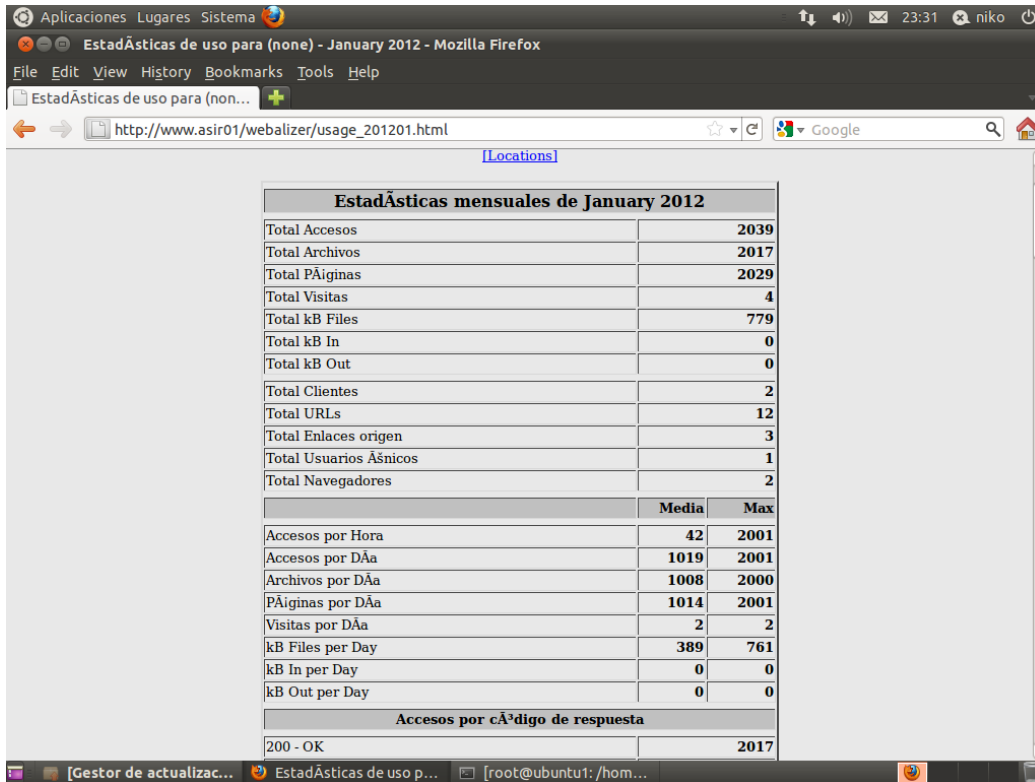 Aplicaciones Lugares Sistema 23:31 niko
EstadÃsticas de uso para (none) - January 2012 - Mozilla Firefox
File Edit View History Bookmarks Tools Help
EstadÃsticas de uso para (non...
http://www.asir01/webalizer/usage_201201.html Google
[Locations]
EstadÃsticas mensuales de January 2012
Total Accesos 2039
Total Archivos 2017
Total PÃ¡ginas 2029
Total Visitas 4
Total kB Files 779
Total kB In 0
Total kB Out 0
Total Clientes 2
Total URLs 12
Total Enlaces origen 3
Total Usuarios Ãšnicos 1
Total Navegadores 2
Media Max
Accesos por Hora 42 2001
Accesos por DÃa 1019 2001
Archivos por DÃa 1008 2000
PÃ¡ginas por DÃa 1014 2001
Visitas por DÃa 2 2
kB Files per Day 389 761
kB In per Day 0 0
kB Out per Day 0 0
Accesos por cÃ³digo de respuesta
200 - OK 2017
[Gestor de actualizac... EstadÃsticas de uso p... [root@ubuntu1: /hom...